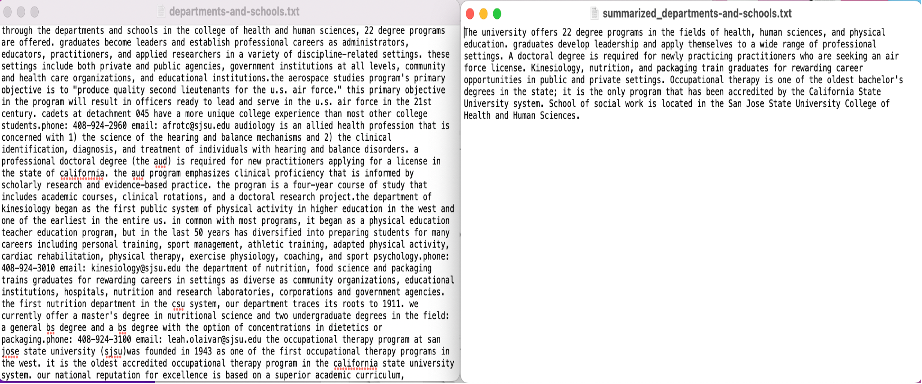 departments-and-schools.txt
through the departments and schools in the college of health and human sciences, 22 degree programs
are offered. graduates become leaders and establish professional careers as administrators,
educators, practitioners, and applied researchers in a variety of discipline-related settings. these
settings include both private and public agencies, government institutions at all levels, community
and health care organizations, and educational institutions.the aerospace studies program's primary
objective is to "produce quality second lieutenants for the u.s. air force." this primary objective
in the program will result in officers ready to lead and serve in the u.s. air force in the 21st
century. cadets at detachment 045 have a more unique college experience than most other college
students.phone: 408-924-2960 email: afrotc@sjsu.edu audiology is an allied health profession that is
concerned with 1) the science of the hearing and balance mechanisms and 2) the clinical
identification, diagnosis, and treatment of individuals with hearing and balance disorders. a
professional doctoral degree (the aud) is required for new practitioners applying for a license in
the state of california. the aud program emphasizes clinical proficiency that is informed by
scholarly research and evidence-based practice. the program is a four-year course of study that
includes academic courses, clinical rotations, and a doctoral research project.the department of
kinesiology began as the first public system of physical activity in higher education in the west and
one of the earliest in the entire us. in common with most programs, it began as a physical education
teacher education program, but in the last 50 years has diversified into preparing students for many
careers including personal training, sport management, athletic training, adapted physical activity,
cardiac rehabilitation, physical therapy, exercise physiology, coaching, and sport psychology.phone:
408-924-3010 email: kinesiology@sjsu.edu the department of nutrition, food science and packaging
trains graduates for rewarding careers in settings as diverse as community organizations, educational
institutions, hospitals, nutrition and research laboratories, corporations and government agencies.
the first nutrition department in the csu system, our department traces its roots to 1911. we
currently offer a master's degree in nutritional science and two undergraduate degrees in the field:
a general bs degree and a bs degree with the option of concentrations in dietetics or
packaging.phone: 408-924-3100 email: leah.olaivar@sjsu.edu the occupational therapy program at san
jose state university (sjsu)was founded in 1943 as one of the first occupational therapy programs in
the west. it is the oldest accredited occupational therapy program in the california state university
system. our national reputation for excellence is based on a superior academic curriculum,
summarized_departments-and-schools.txt
The university offers 22 degree programs in the fields of health, human sciences, and physical
education. graduates develop leadership and apply themselves to a wide range of professional
settings. A doctoral degree is required for newly practicing practitioners who are seeking an air
force license. Kinesiology, nutrition, and packaging train graduates for rewarding career
opportunities in public and private settings. Occupational therapy is one of the oldest bachelor's
degrees in the state; it is the only program that has been accredited by the California State
University system. School of social work is located in the San Jose State University College of
Health and Human Sciences.